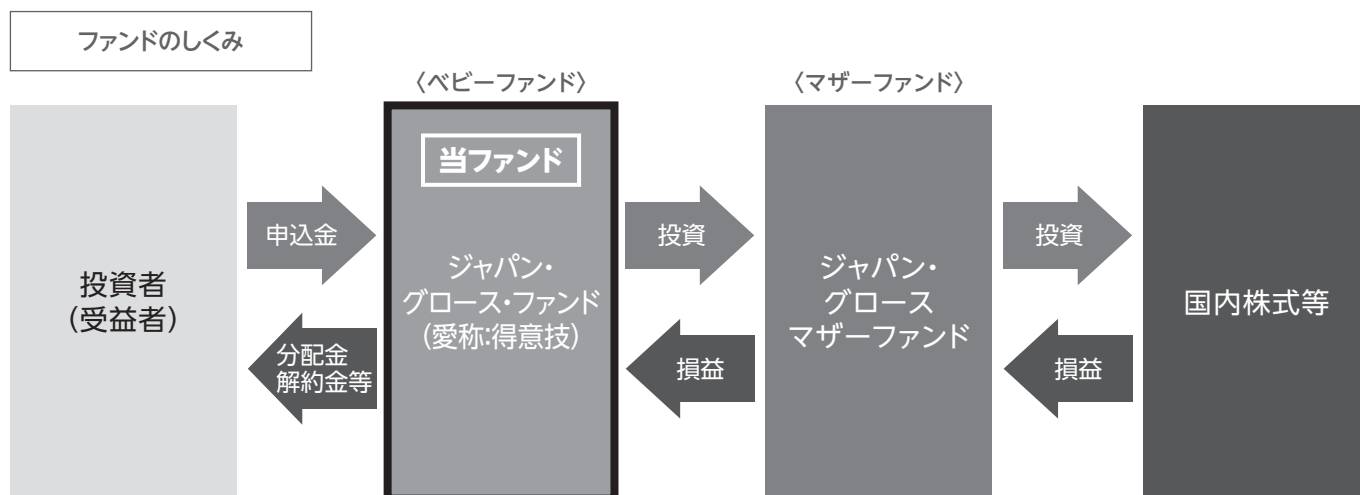 ファンドのしくみ
〈ベビーファンド〉
〈マザーファンド〉
投資者
(受益者)
申込金
分配金
解約金等
当ファンド
ジャパン・
グロース・ファンド
(愛称:得意技)
投資
損益
ジャパン・
グロース
マザーファンド
投資
損益
国内株式等